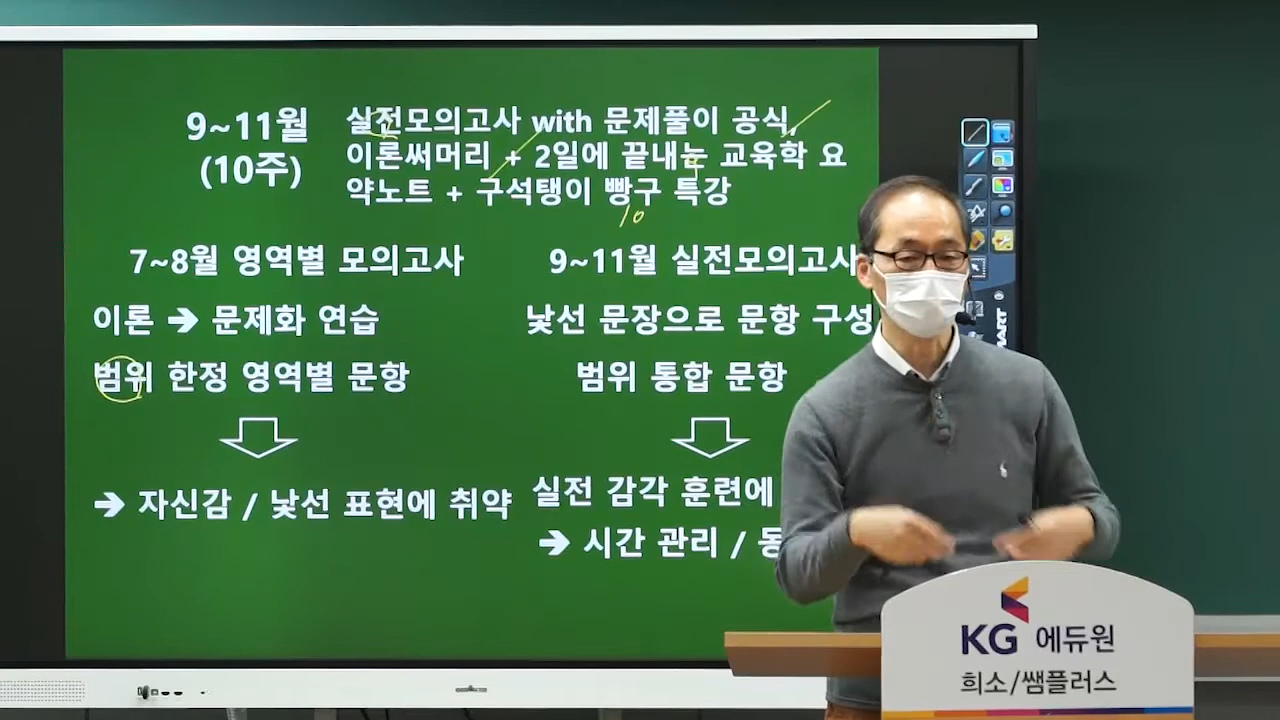 9~11월
(10주)
실전모의고사 with 문제풀이 공식,
이론써머리 + 2일에 끝내는 교육학 요
약노트 + 구석탱이 빵구 특강
10
7~8월 영역별 모의고사
9~11월 실전모의고사
이론 → 문제화 연습
낯선 문장으로 문항 구성
범위 한정 영역별 문항
범위 통합 문항
→ 자신감 / 낯선 표현에 취약
실전 감각 훈련에
→ 시간 관리 / 동
KG 에듀원
희소/쌤플러스